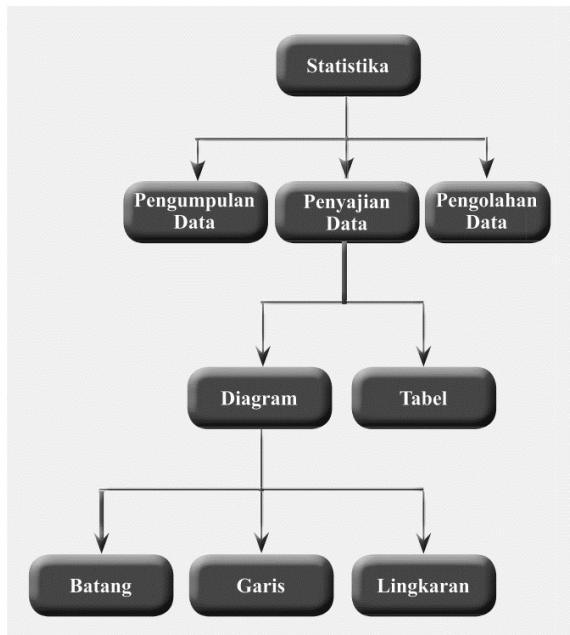 Statistika
Pengumpulan
Data
Penyajian
Data
Pengolahan
Data
Diagram
Tabel
Batang
Garis
Lingkaran